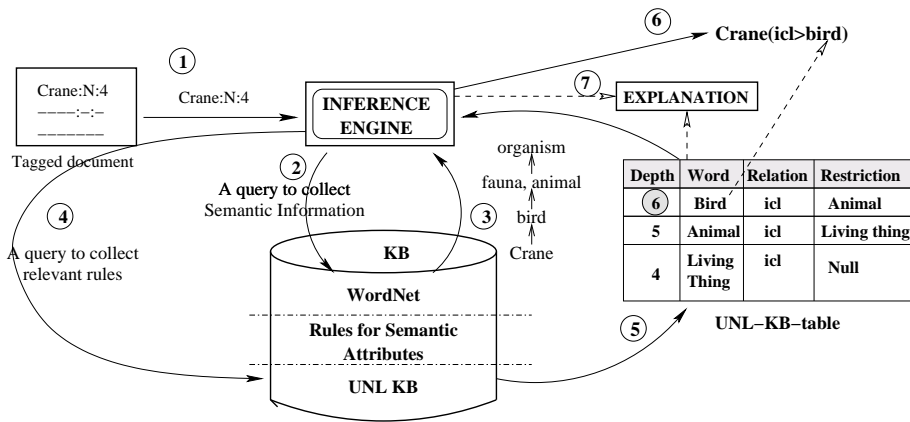 6
Crane(icl>bird)
1
7
Crane:N:4
––––:–:–
–––––––
Crane:N:4
INFERENCE
ENGINE
EXPLANATION
Tagged document
organism
fauna, animal
bird
Crane
2
A query to collect
Semantic Information
3
4
A query to collect
relevant rules
Depth Word Relation Restriction
6 Bird icl Animal
5 Animal icl Living thing
4 Living Thing icl Null
UNL–KB–table
KB
WordNet
Rules for Semantic
Attributes
UNL KB
5